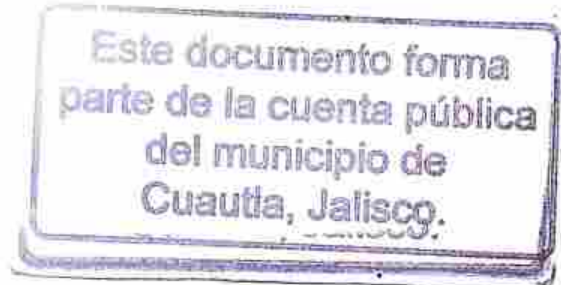 Este documento forma
parte de la cuenta pública
del municipio de
Cuautla, Jalisco.